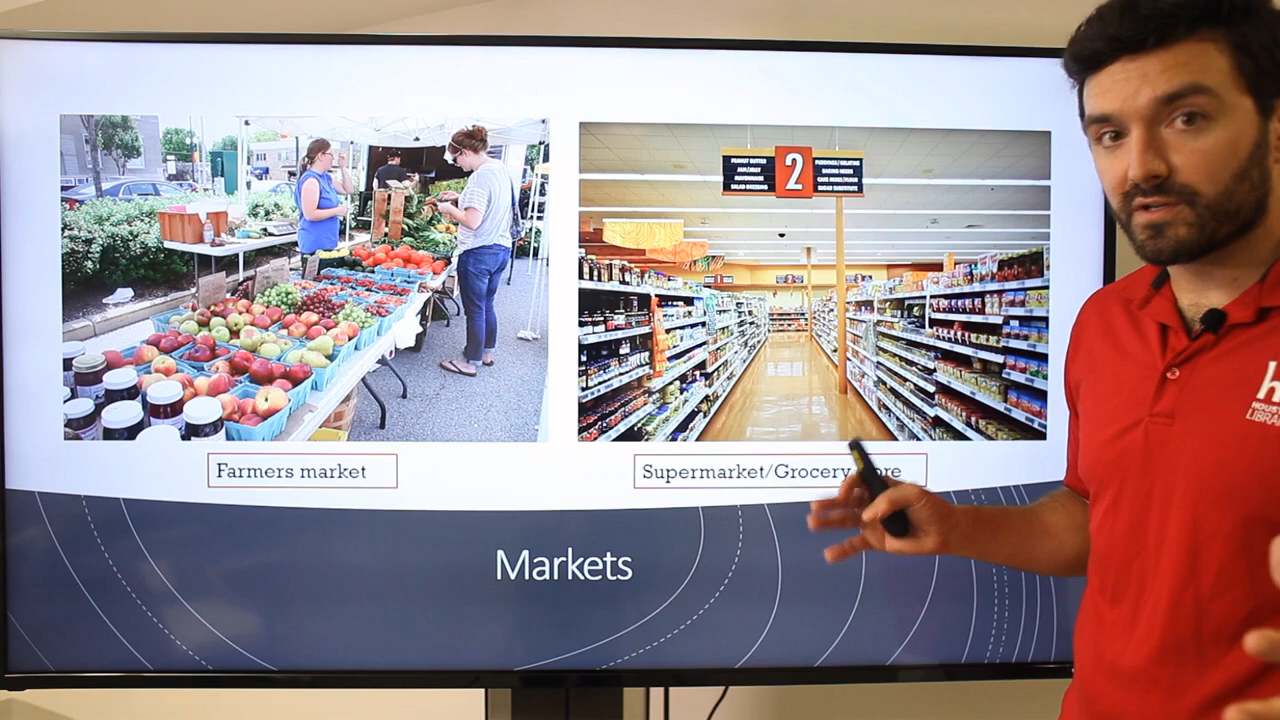 PEANUT BUTTER
JAM/JELLY
MAYONNAISE
SALAD DRESSING
2
PUDDINGS/GELATINS
BAKING NEEDS
CAKE MIXES/FLOUR
SUGAR SUBSTITUTE
Farmers market
Supermarket/Grocery
Markets